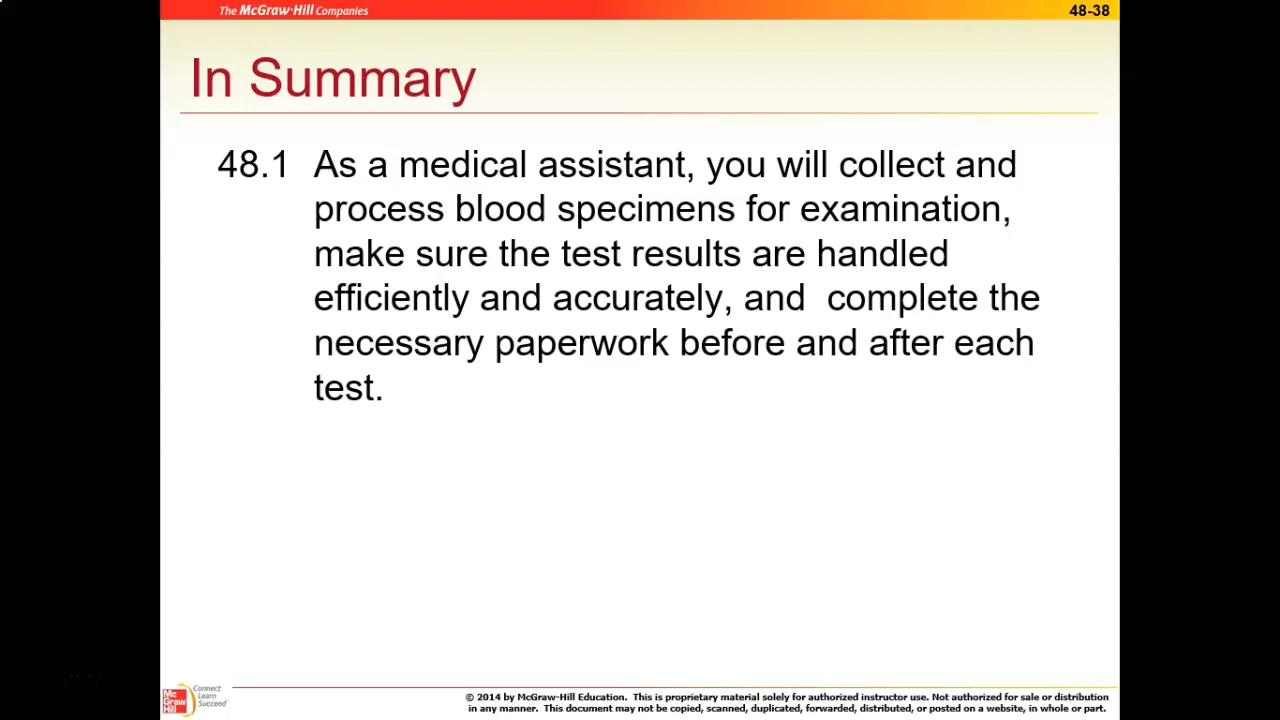 The McGraw·Hill Companies
48-38
In Summary
48.1 As a medical assistant, you will collect and
process blood specimens for examination,
make sure the test results are handled
efficiently and accurately, and  complete the
necessary paperwork before and after each
test.
Mc
Graw
Hill
Connect
Learn
Succeed™
© 2014 by McGraw-Hill Education. This is proprietary material solely for authorized instructor use. Not authorized for sale or distribution
in any manner. This document may not be copied, scanned, duplicated, forwarded, distributed, or posted on a website, in whole or part.